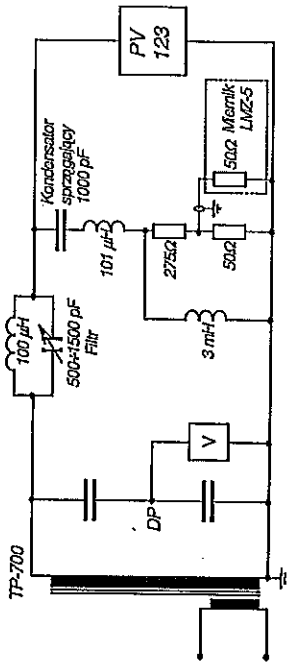 TP-700
100 μH
500÷1500 pF
Filtr
Kondensator
sprzęgający
1000 pF
101 μH
275Ω
50Ω
50Ω
Miernik
LMZ-5
3 mH
DP
V
PV
123